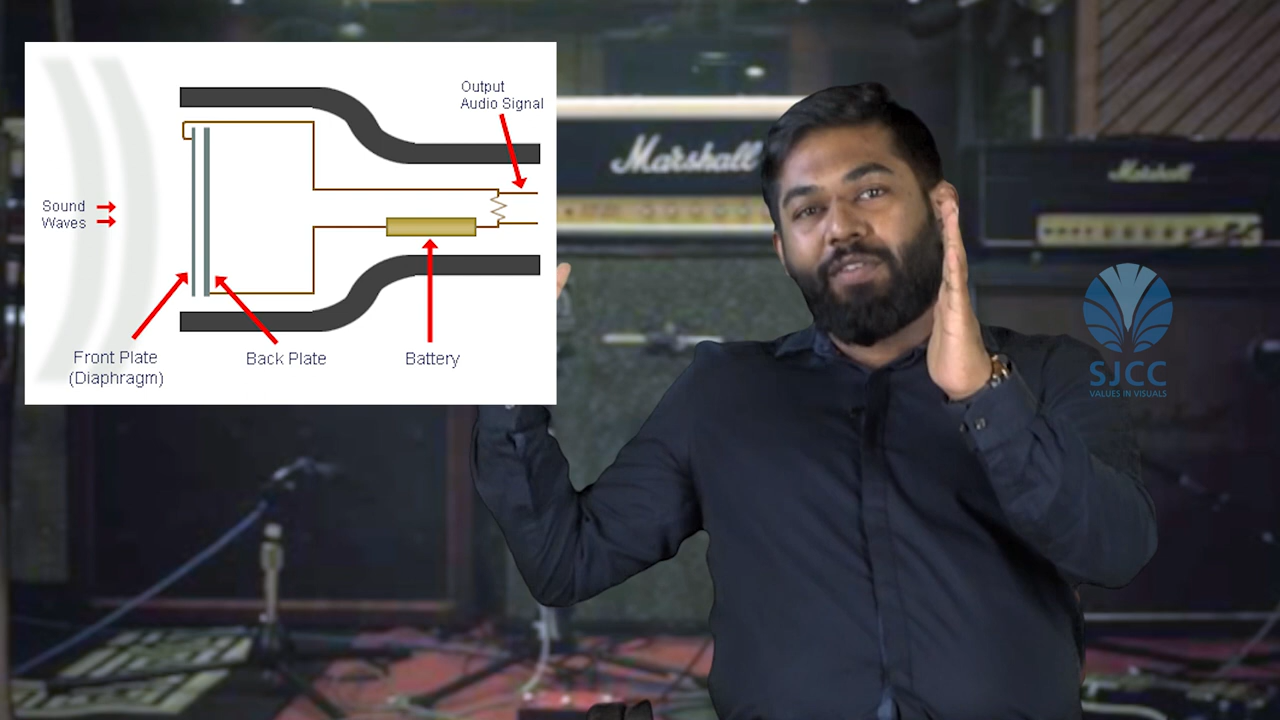 Output
Audio Signal
Sound
Waves
Front Plate
(Diaphragm)
Back Plate
Battery
Marshall
Marshall
SJCC
VALUES IN VISUALS